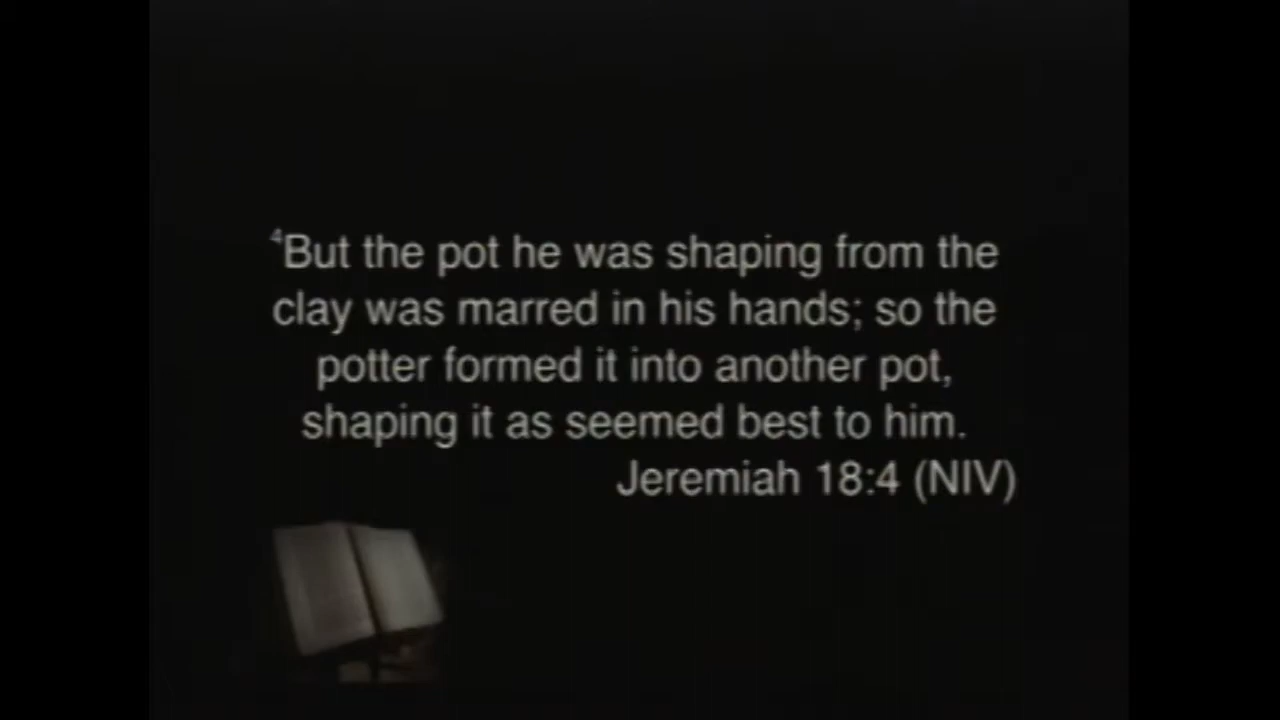 ⁴But the pot he was shaping from the
clay was marred in his hands; so the
potter formed it into another pot,
shaping it as seemed best to him.
Jeremiah 18:4 (NIV)